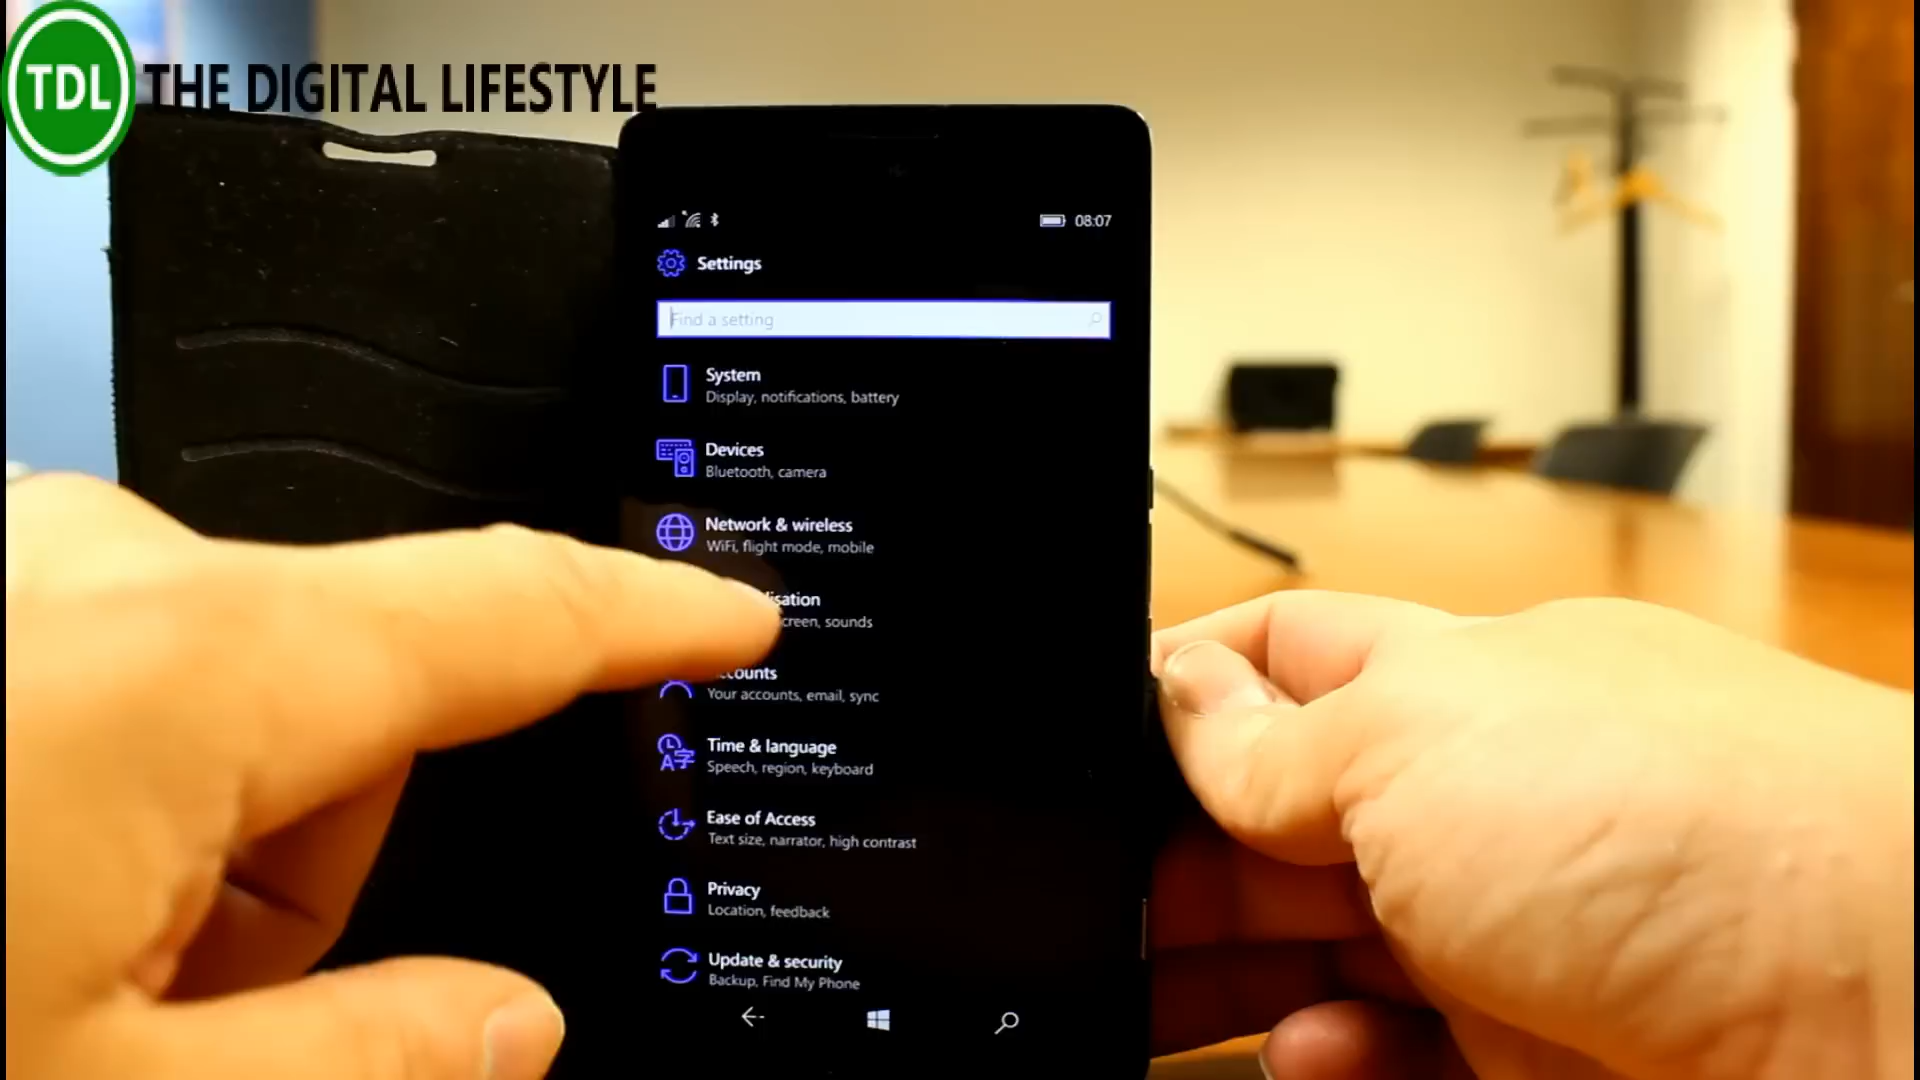 TDL THE DIGITAL LIFESTYLE
08:07
Settings
Find a setting
System
Display, notifications, battery
Devices
Bluetooth, camera
Network & wireless
WiFi, flight mode, mobile
sounds
Your accounts, email, sync
Time & language
Speech, region, keyboard
Ease of Access
Text size, narrator, high contrast
Privacy
Location, feedback
Update & security
Backup, Find My Phone